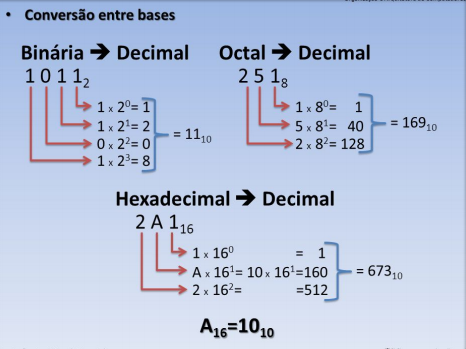 • Conversão entre bases
Binária ➔ Decimal
1 0 1 1₂
1 x 2⁰= 1
1 x 2¹= 2
0 x 2²= 0
1 x 2³= 8
= 11₁₀
Octal ➔ Decimal
2 5 1₈
1 x 8⁰= 1
5 x 8¹= 40
2 x 8²= 128
= 169₁₀
Hexadecimal ➔ Decimal
2 A 1₁₆
1 x 16⁰ = 1
A x 16¹= 10 x 16¹=160
2 x 16²= =512
= 673₁₀
A₁₆=10₁₀